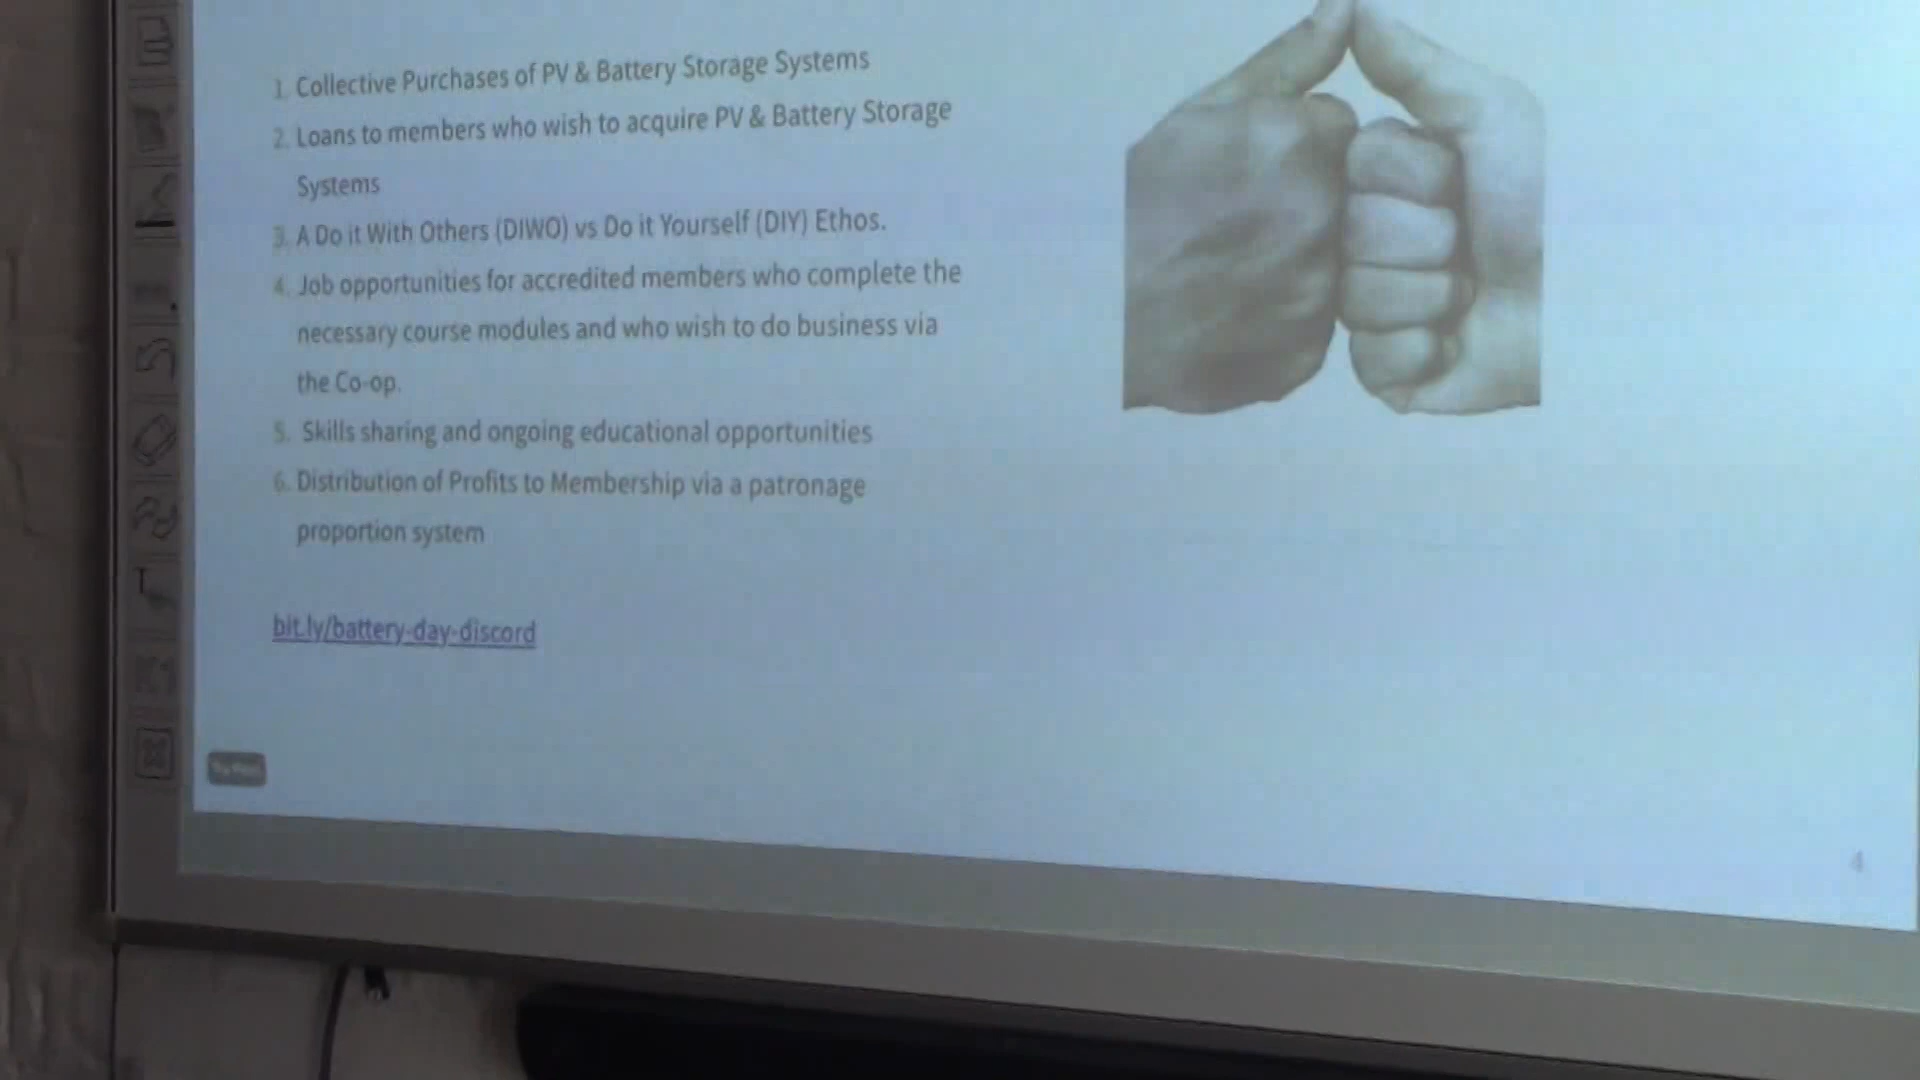 1. Collective Purchases of PV & Battery Storage Systems
2. Loans to members who wish to acquire PV & Battery Storage
Systems
3. A Do it With Others (DIWO) vs Do it Yourself (DIY) Ethos.
4. Job opportunities for accredited members who complete the
necessary course modules and who wish to do business via
the Co-op.
5. Skills sharing and ongoing educational opportunities
6. Distribution of Profits to Membership via a patronage
proportion system
bit.ly/battery-day-discord
4